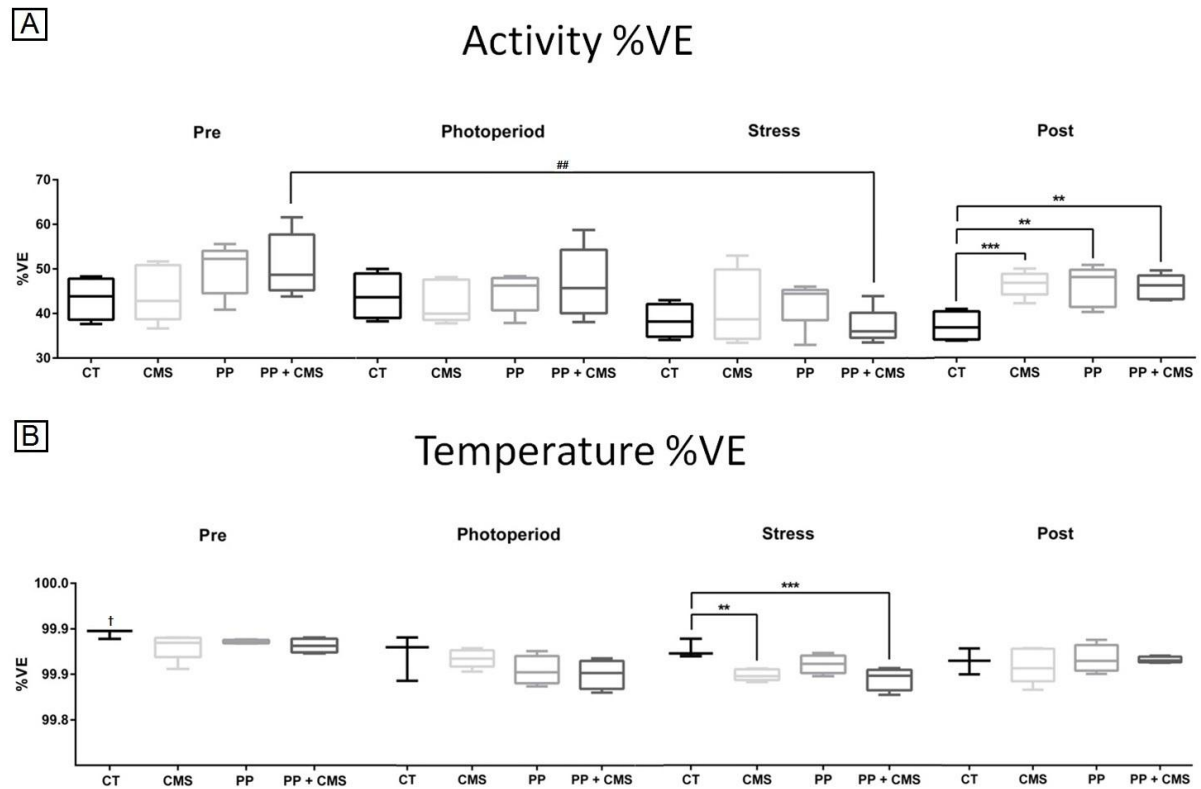 A
Activity %VE
Pre Photoperiod Stress Post
##
**
**
***
70
60
50
40
30
%VE
CT CMS PP PP + CMS CT CMS PP PP + CMS CT CMS PP PP + CMS CT CMS PP PP + CMS
B
Temperature %VE
Pre Photoperiod Stress Post
***
**
†
100.0
99.9
99.9
99.8
%VE
CT CMS PP PP + CMS CT CMS PP PP + CMS CT CMS PP PP + CMS CT CMS PP PP + CMS